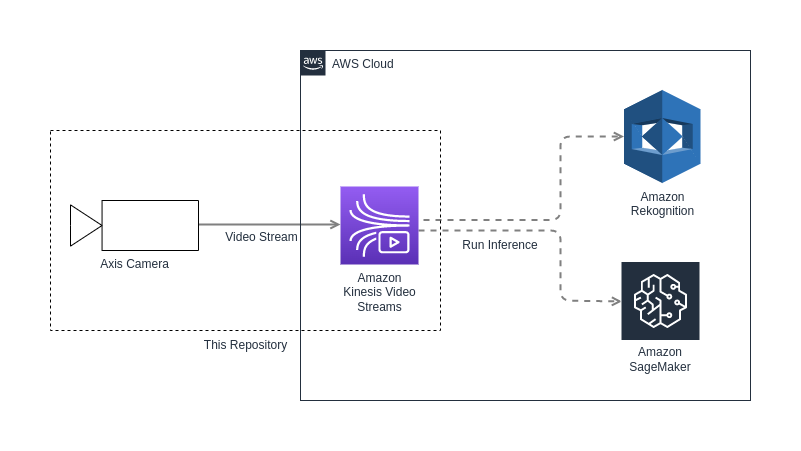 aws
AWS Cloud
Amazon
Rekognition
Video Stream
Run Inference
Axis Camera
Amazon
Kinesis Video
Streams
This Repository
Amazon
SageMaker